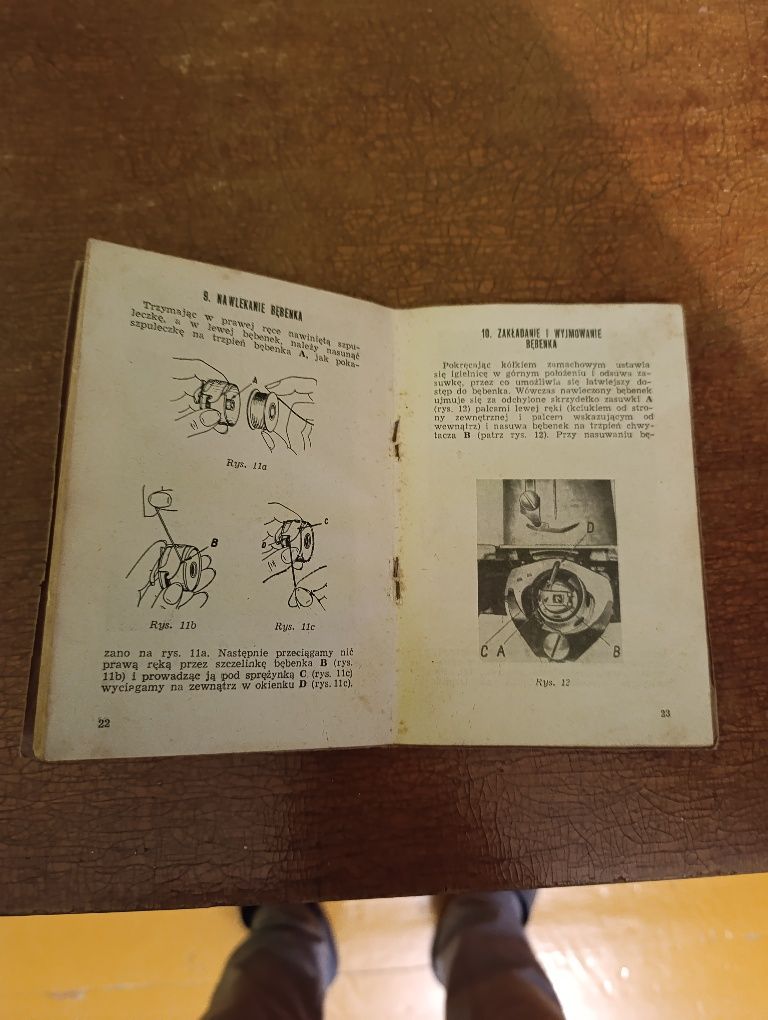 9. NAWLEKANIE BĘBENKA
Trzymając w prawej ręce nawiniętą szpu-
leczkę, a w lewej bębenek, należy nasunąć
szpuleczkę na trzpień bębenka A, jak poka-
A
Rys. 11a
B
Rys. 11b
C
D
Rys. 11c
zano na rys. 11a. Następnie przeciągamy nić
prawą ręką przez szczelinkę bębenka B (rys.
11b) i prowadząc ją pod sprężynką C (rys. 11c)
wyciągamy na zewnątrz w okienku D (rys. 11c).
22
10. ZAKŁADANIE I WYJMOWANIE
BĘBENKA
Pokręcając kółkiem zamachowym ustawia
się igielnicę w górnym położeniu i odsuwa za-
suwkę, przez co umożliwia się łatwiejszy do-
stęp do bębenka. Wówczas nawleczony bębenek
ujmuje się za odchylone skrzydełko zasuwki A
(rys. 12) palcami lewej ręki (kciukiem od stro-
ny zewnętrznej i palcem wskazującym od
wewnątrz) i nasuwa bębenek na trzpień chwy-
tacza B (patrz rys. 12). Przy nasuwaniu bę-
D
C A B
Rys. 12
23